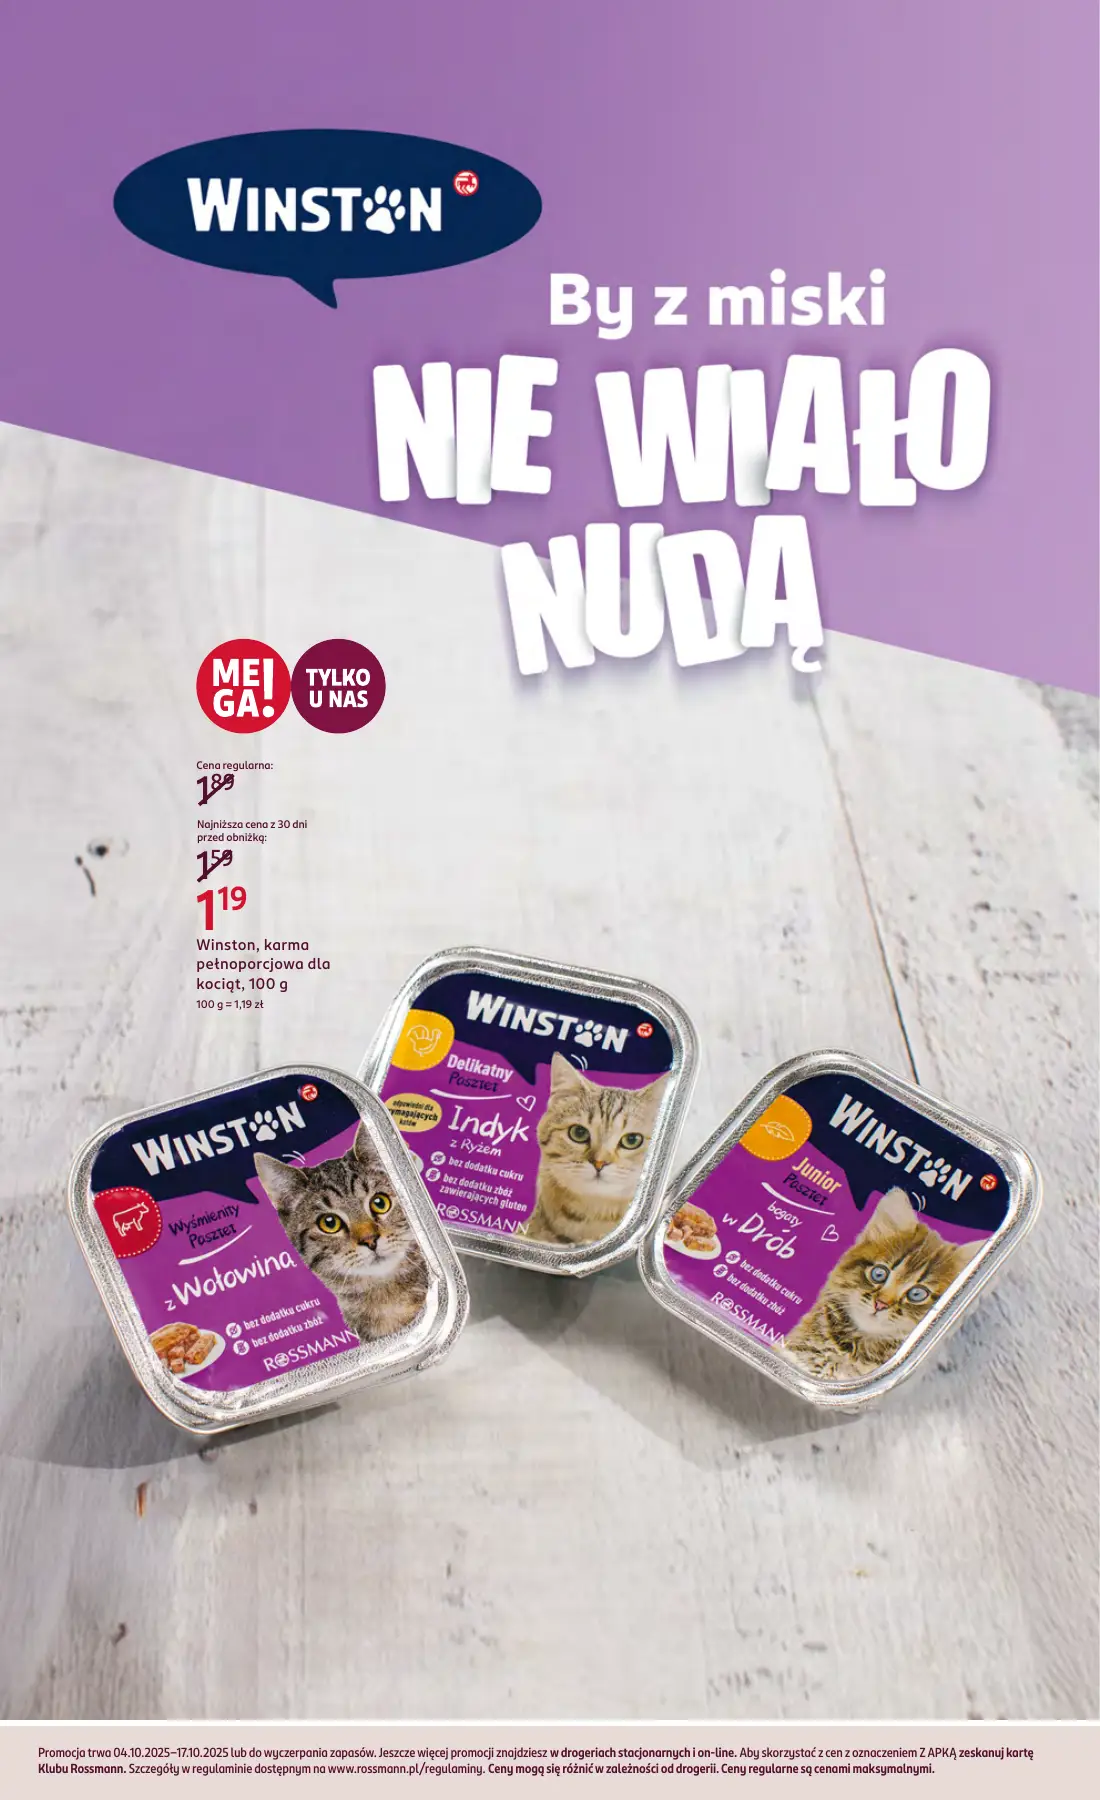 WINSTON
By z miski
NIE WIAŁO
NUDĄ
ME
GA!
TYLKO
U NAS
Cena regularna:
1 89
Najniższa cena z 30 dni
przed obniżką:
1 59
1 19
Winston, karma
pełnoporcjowa dla
kociąt, 100 g
100 g = 1,19 zł
WINSTON
Delikatny
Pasztet
odpowiedni dla
wymagających
kotów
Indyk
z Ryżem
bez dodatku cukru
bez dodatku zbóż
zawierających gluten
ROSSMANN
WINSTON
Wyśmienity
Pasztet
z Wołowiną
bez dodatku cukru
bez dodatku zbóż
ROSSMANN
WINSTON
Junior
Pasztet
bogaty
w Drób
bez dodatku cukru
bez dodatku zbóż
ROSSMANN
Promocja trwa 04.10.2025–17.10.2025 lub do wyczerpania zapasów. Jeszcze więcej promocji znajdziesz w drogeriach stacjonarnych i on-line. Aby skorzystać z cen z oznaczeniem Z APKĄ zeskanuj kartę
Klubu Rossmann. Szczegóły w regulaminie dostępnym na www.rossmann.pl/regulaminy. Ceny mogą się różnić w zależności od drogerii. Ceny regularne są cenami maksymalnymi.